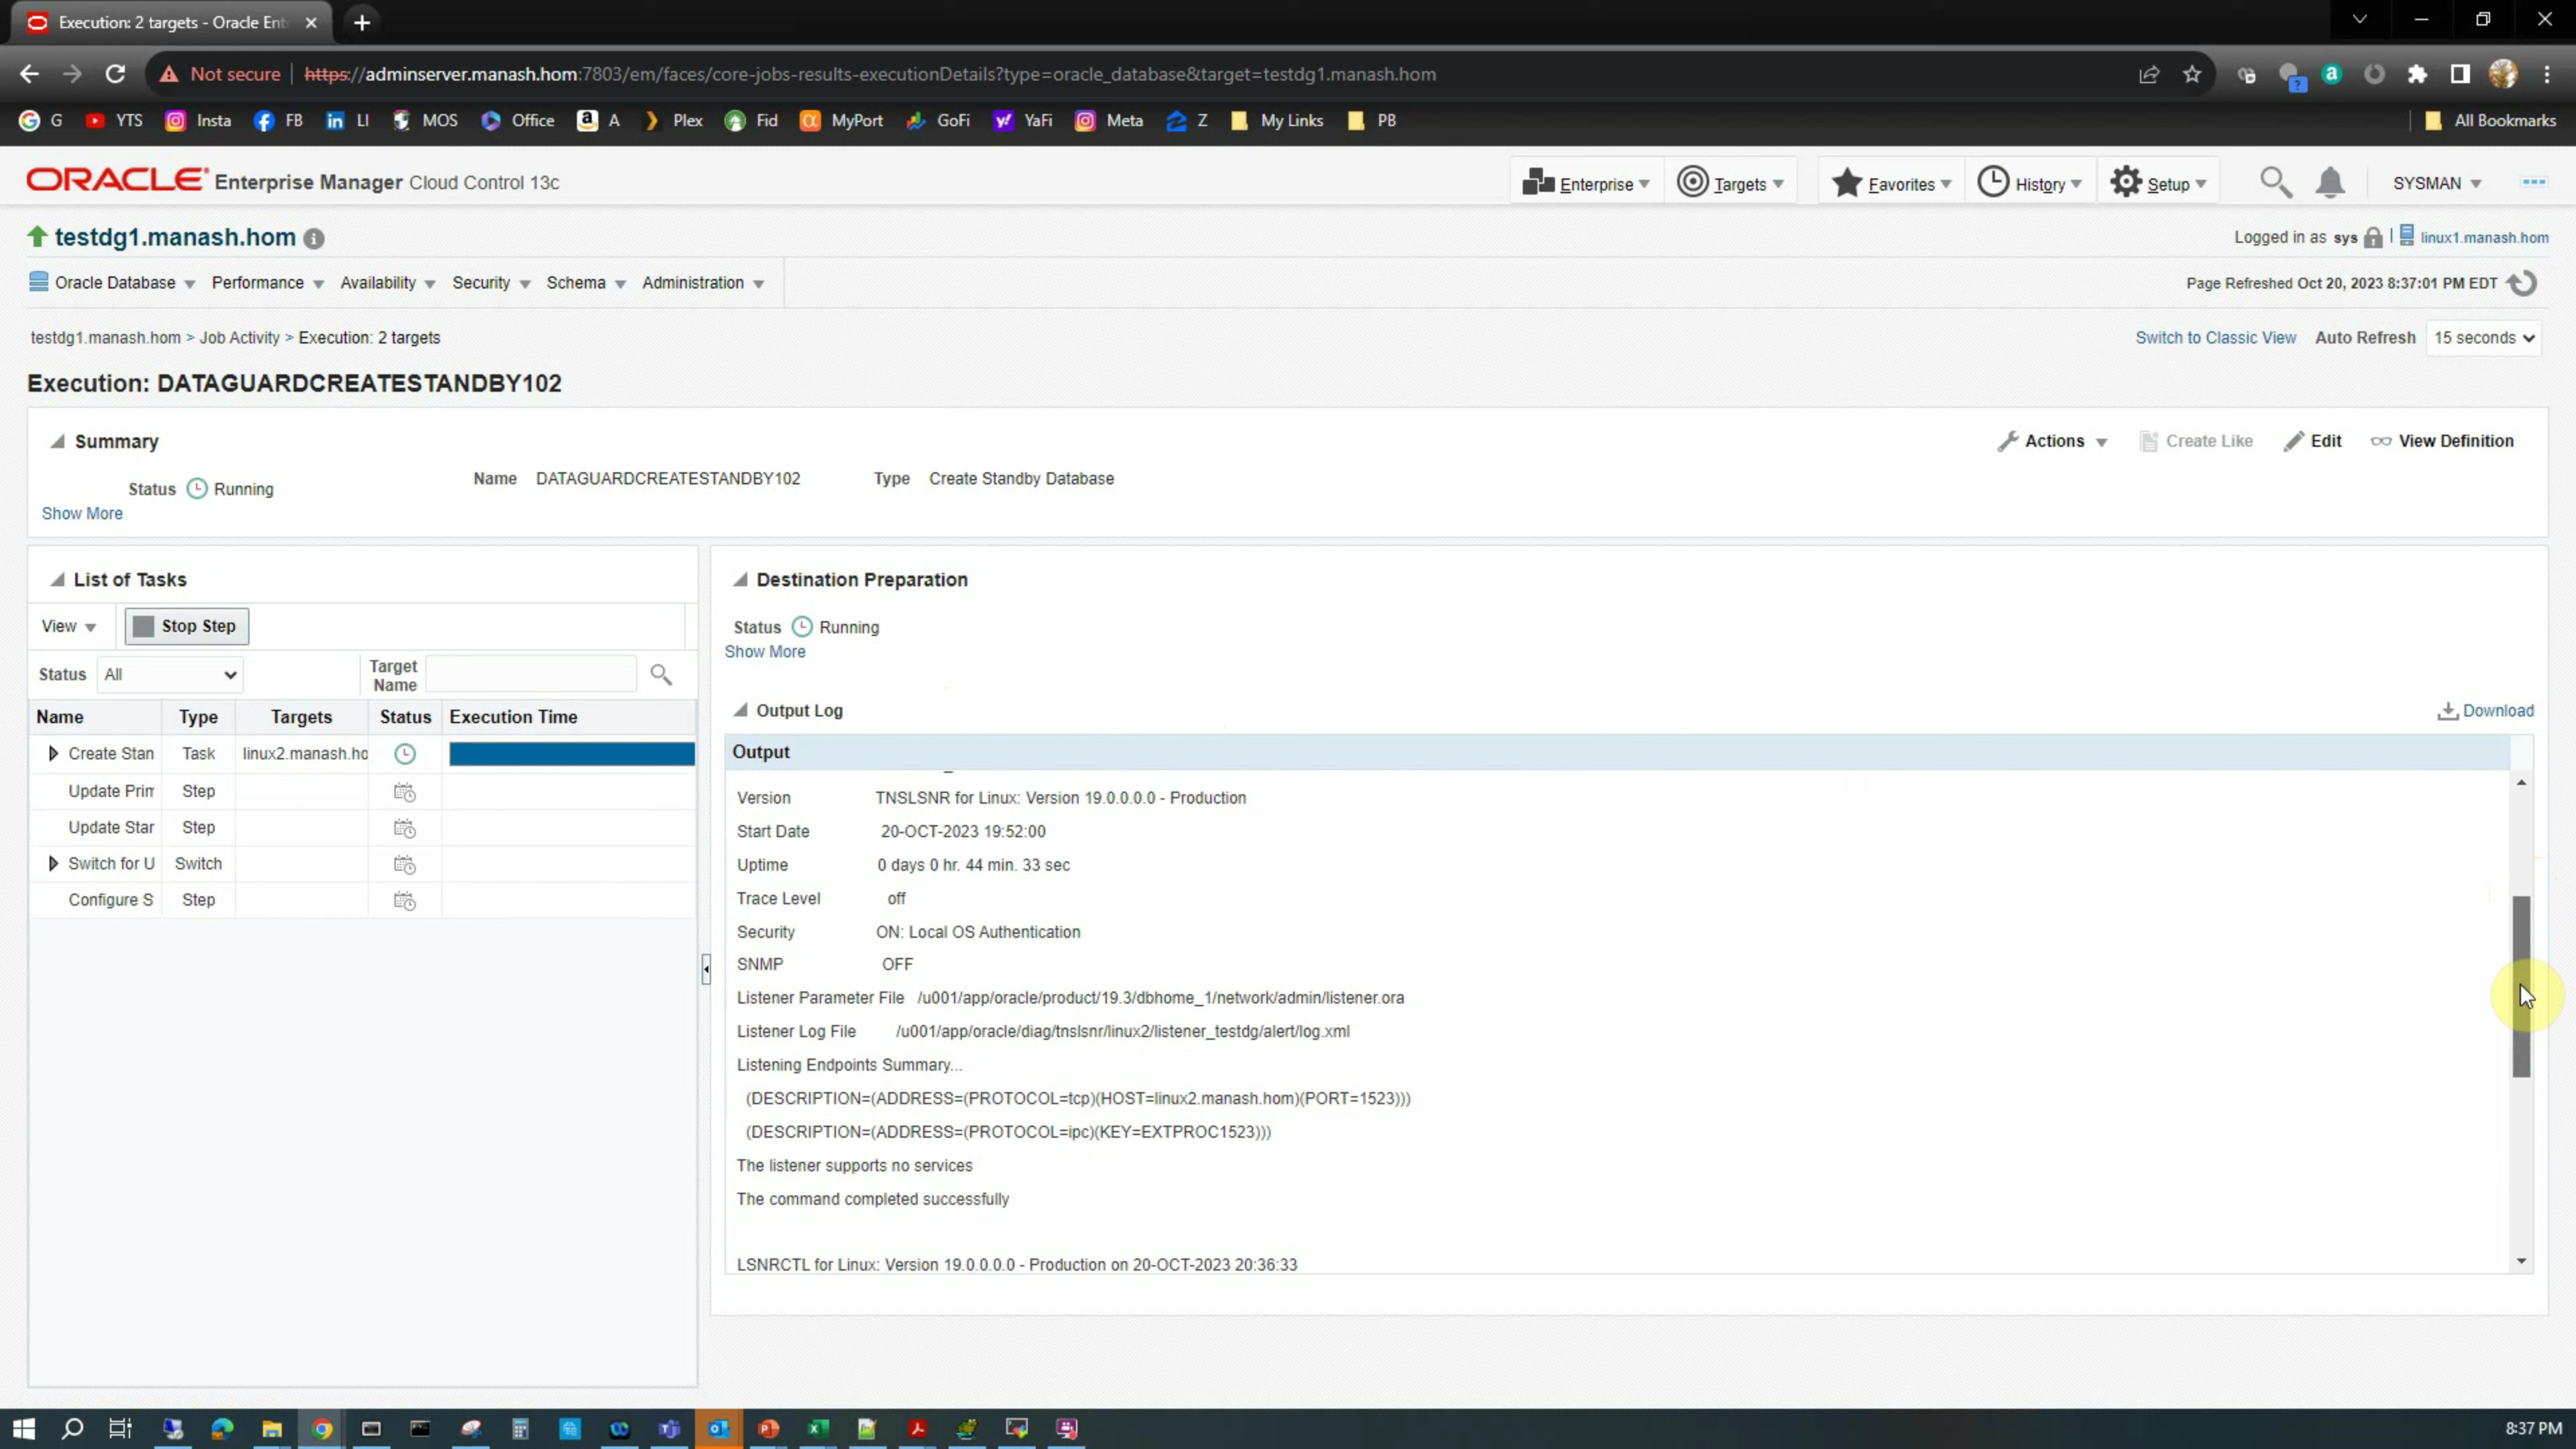 Execution: 2 targets - Oracle Ent
Not secure https://adminserver.manash.hom:7803/em/faces/core-jobs-results-executionDetails?type=oracle_database&target=testdg1.manash.hom
G YTS Insta FB LI MOS Office A Plex Fid MyPort GoFi YaFi Meta Z My Links PB All Bookmarks
ORACLE Enterprise Manager Cloud Control 13c Enterprise Targets Favorites History Setup SYSMAN
testdg1.manash.hom Logged in as sys linux1.manash.hom
Oracle Database Performance Availability Security Schema Administration Page Refreshed Oct 20, 2023 8:37:01 PM EDT
testdg1.manash.hom > Job Activity > Execution: 2 targets Switch to Classic View Auto Refresh 15 seconds
Execution: DATAGUARDCREATESTANDBY102
Summary Actions Create Like Edit View Definition
Status Running Name DATAGUARDCREATESTANDBY102 Type Create Standby Database
Show More
List of Tasks
View Stop Step
Status All Target Name
Name Type Targets Status Execution Time
Create Stan Task linux2.manash.ho
Update Prim Step
Update Star Step
Switch for U Switch
Configure S Step
Destination Preparation
Status Running
Show More
Output Log Download
Output
Version TNSLSNR for Linux: Version 19.0.0.0.0 - Production
Start Date 20-OCT-2023 19:52:00
Uptime 0 days 0 hr. 44 min. 33 sec
Trace Level off
Security ON: Local OS Authentication
SNMP OFF
Listener Parameter File /u001/app/oracle/product/19.3/dbhome_1/network/admin/listener.ora
Listener Log File /u001/app/oracle/diag/tnslsnr/linux2/listener_testdg/alert/log.xml
Listening Endpoints Summary...
(DESCRIPTION=(ADDRESS=(PROTOCOL=tcp)(HOST=linux2.manash.hom)(PORT=1523)))
(DESCRIPTION=(ADDRESS=(PROTOCOL=ipc)(KEY=EXTPROC1523)))
The listener supports no services
The command completed successfully
LSNRCTL for Linux: Version 19.0.0.0.0 - Production on 20-OCT-2023 20:36:33
8:37 PM